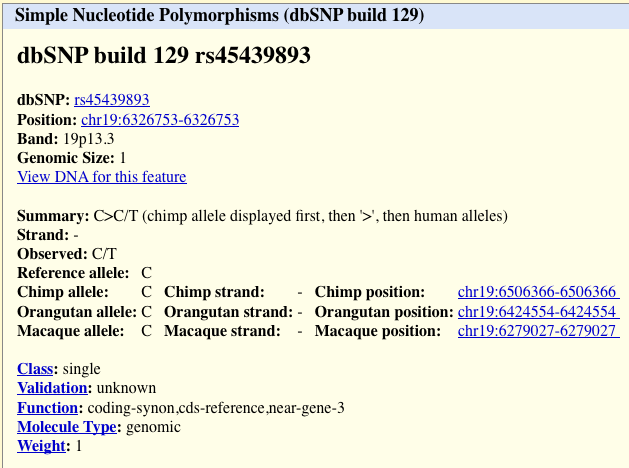 Simple Nucleotide Polymorphisms (dbSNP build 129)
dbSNP build 129 rs45439893
dbSNP: rs45439893
Position: chr19:6326753-6326753
Band: 19p13.3
Genomic Size: 1
View DNA for this feature
Summary: C>C/T (chimp allele displayed first, then '>', then human alleles)
Strand: -
Observed: C/T
Reference allele: C
Chimp allele: C Chimp strand: - Chimp position: chr19:6506366-6506366
Orangutan allele: C Orangutan strand: - Orangutan position: chr19:6424554-6424554
Macaque allele: C Macaque strand: - Macaque position: chr19:6279027-6279027
Class: single
Validation: unknown
Function: coding-synon,cds-reference,near-gene-3
Molecule Type: genomic
Weight: 1